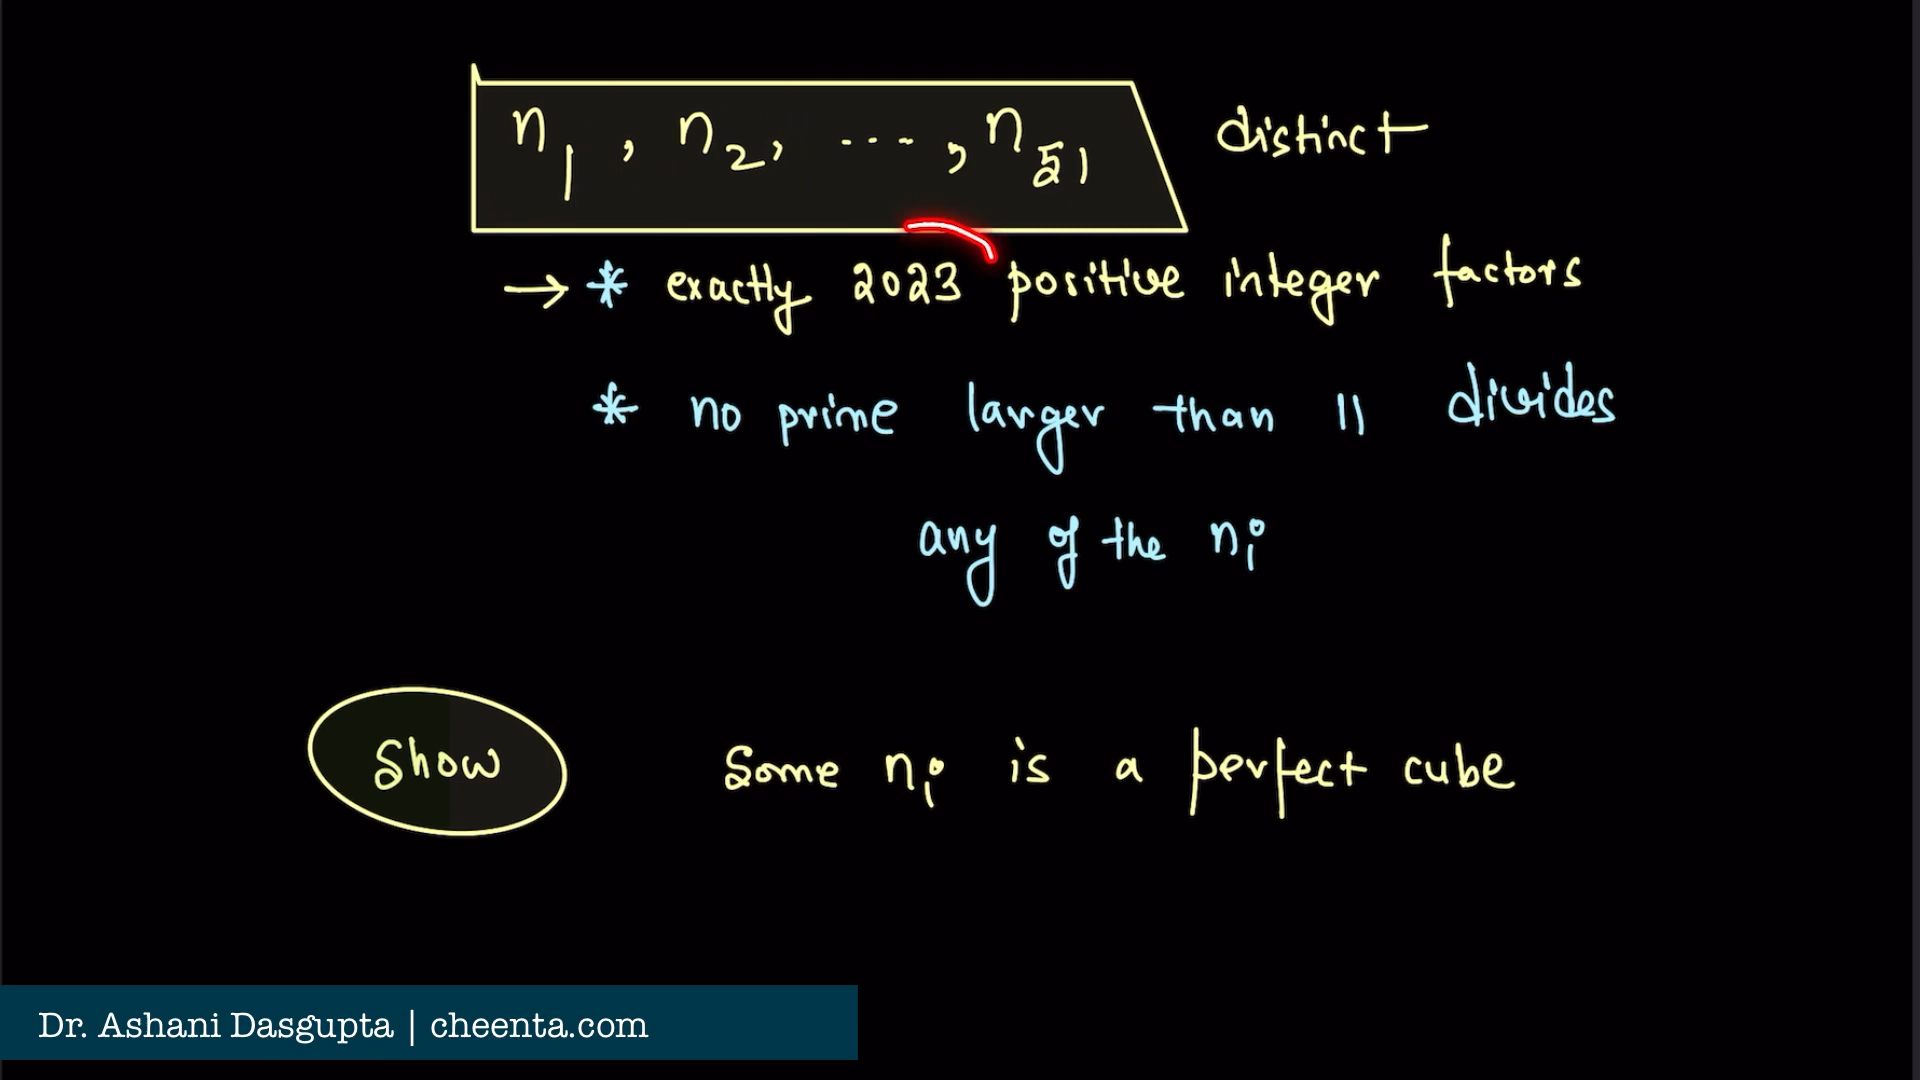 n₁, n₂, ..., n₅₁ distinct
→ * exactly 2023 positive integer factors
* no prime larger than 11 divides
any of the nᵢ
Show Some nᵢ is a perfect cube
Dr. Ashani Dasgupta | cheenta.com